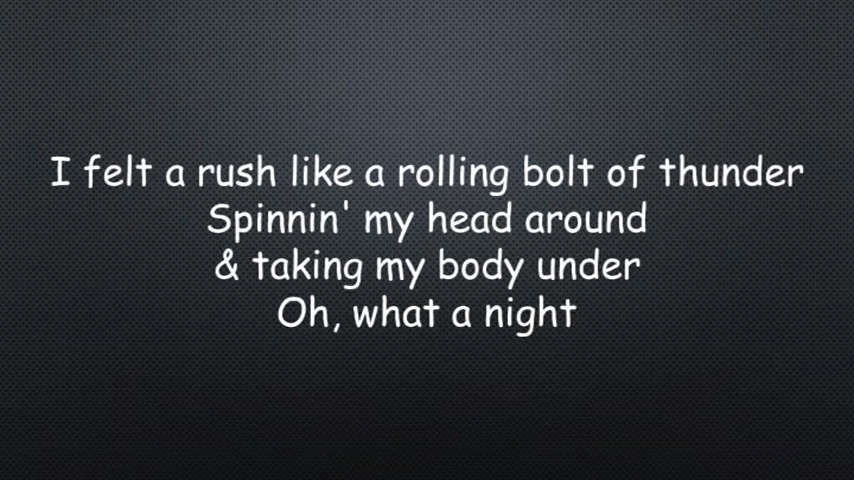 I felt a rush like a rolling bolt of thunder
Spinnin' my head around
& taking my body under
Oh, what a night